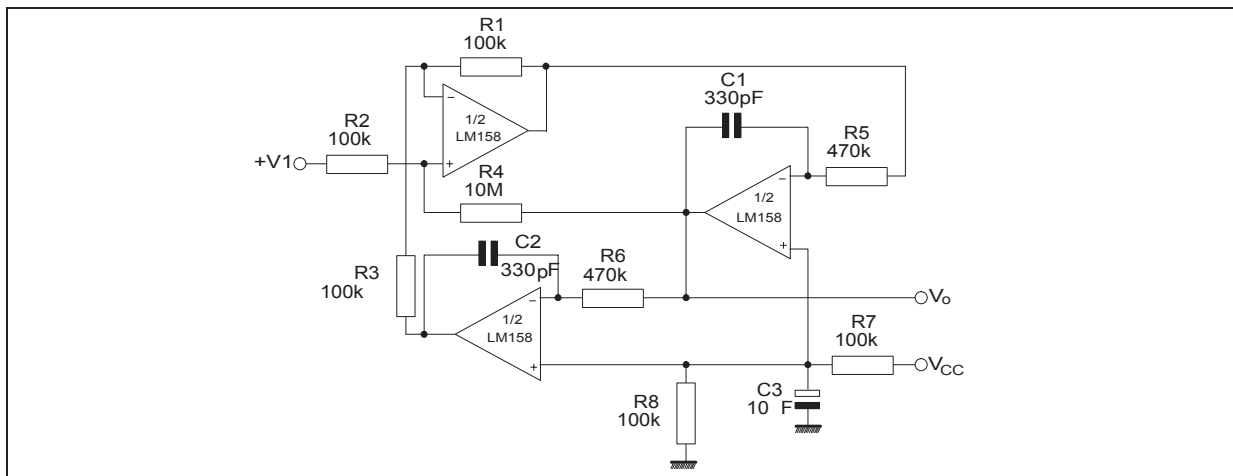 R1
100k
C1
330pF
R2
100k
1/2
LM158
R5
470k
+V1
R4
10M
1/2
LM158
C2
330pF
R6
470k
R3
100k
1/2
LM158
Vo
R7
100k
VCC
C3
10 F
R8
100k